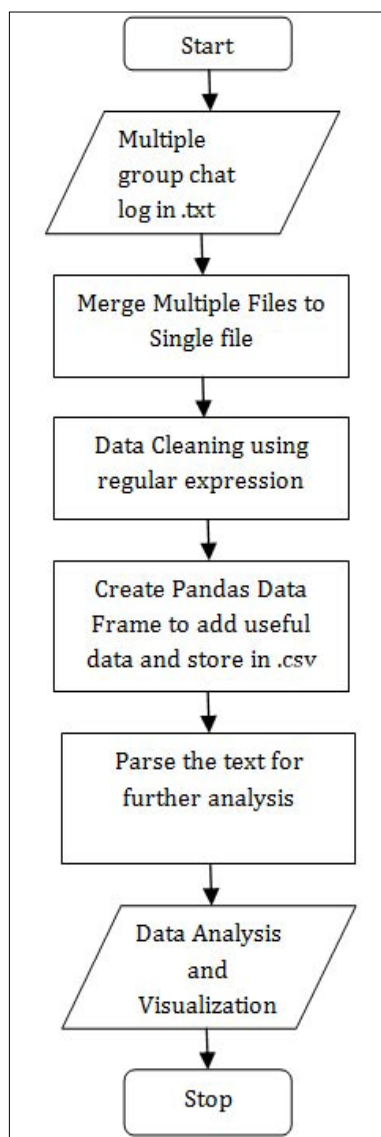 Start
Multiple
group chat
log in .txt
Merge Multiple Files to
Single file
Data Cleaning using
regular expression
Create Pandas Data
Frame to add useful
data and store in .csv
Parse the text for
further analysis
Data Analysis
and
Visualization
Stop